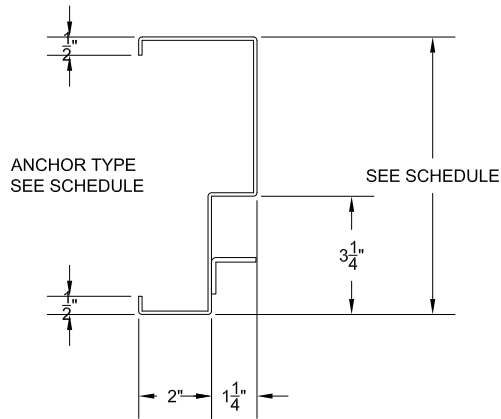 1/2"
ANCHOR TYPE
SEE SCHEDULE
SEE SCHEDULE
3 1/4"
1/2"
2"
1 1/4"